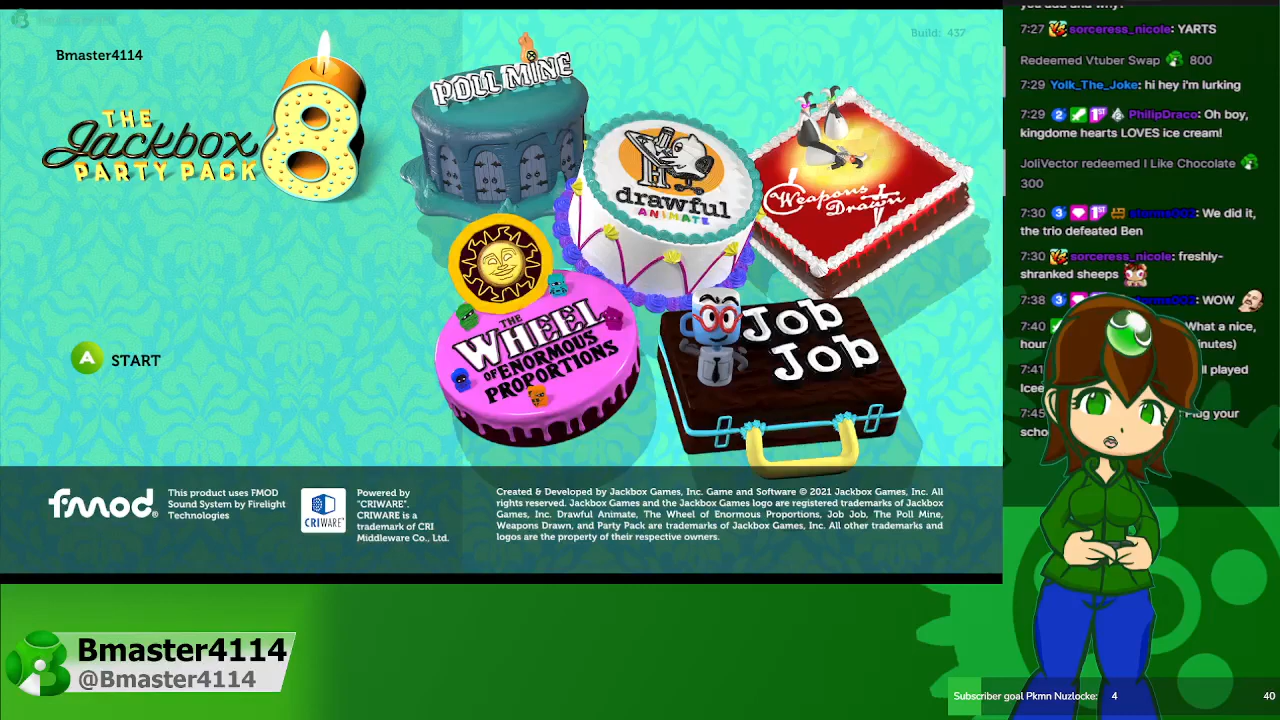 Bmaster4114
Build: 437
THE
Jackbox
PARTY PACK
8
POLL MINE
drawful
ANIMATE
Weapons
Drawn
THE
WHEEL
OF ENORMOUS
PROPORTIONS
Job
Job
A START
fmod®
This product uses FMOD
Sound System by Firelight
Technologies
CRIWARE
Powered by
"CRIWARE".
CRIWARE is a
trademark of CRI
Middleware Co., Ltd.
Created & Developed by Jackbox Games, Inc. Game and Software © 2021 Jackbox Games, Inc. All
rights reserved. Jackbox Games and the Jackbox Games logo are registered trademarks of Jackbox
Games, Inc. Drawful Animate, The Wheel of Enormous Proportions, Job Job, The Poll Mine,
Weapons Drawn, and Party Pack are trademarks of Jackbox Games, Inc. All other trademarks and
logos are the property of their respective owners.
7:27 sorceress_nicole: YARTS
Redeemed Vtuber Swap 800
7:29 Yolk_The_Joke: hi hey i'm lurking
7:29 PhilipDraco: Oh boy,
kingdome hearts LOVES ice cream!
JoliVector redeemed I Like Chocolate
300
7:30 We did it,
the trio defeated Ben
7:30 sorceress_nicole: freshly-
shranked sheeps
7:38 WOW
7:40 What a nice,
hour
7:41 played
Icee
7:45 your
scho
Bmaster4114
@Bmaster4114
Subscriber goal Pkmn Nuzlocke: 4 40